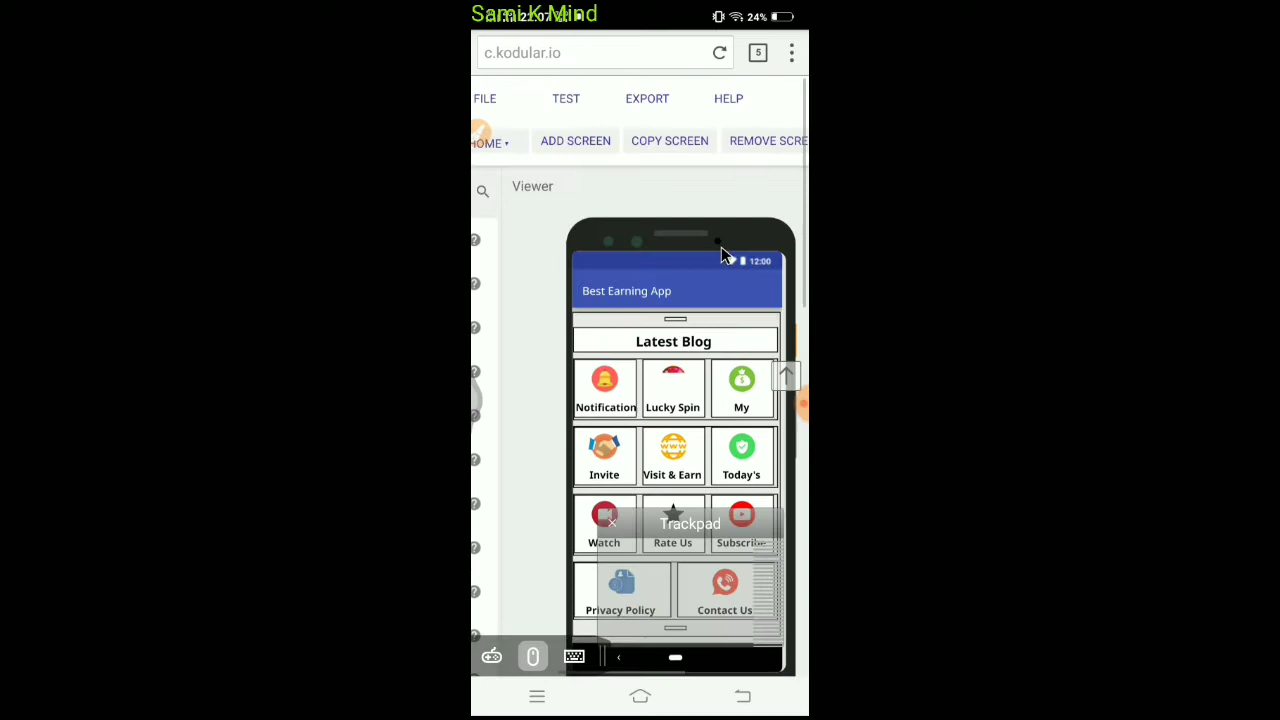 Sami K Mind
22:07
24%
c.kodular.io
5
FILE TEST EXPORT HELP
HOME ADD SCREEN COPY SCREEN REMOVE SCRE
Viewer
12:00
Best Earning App
Latest Blog
Notification Lucky Spin My
Invite Visit & Earn Today's
Watch Rate Us Subscribe
Trackpad
Privacy Policy Contact Us